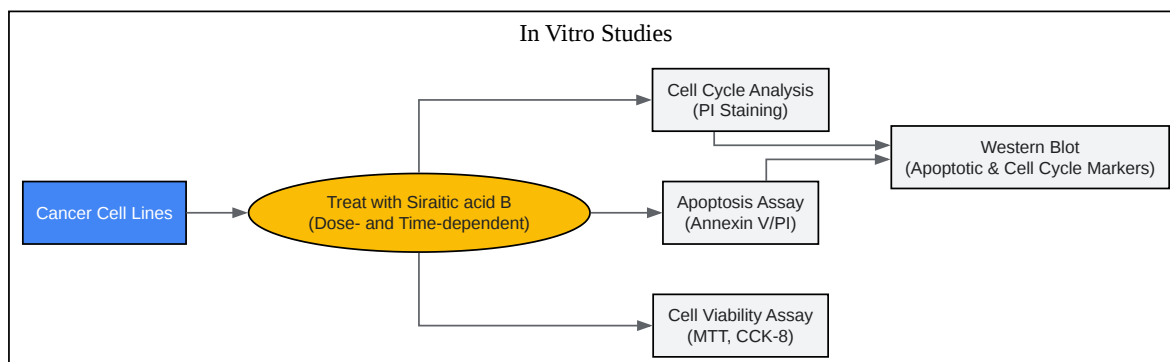 In Vitro Studies
Cancer Cell Lines
Treat with Siraitic acid B
(Dose- and Time-dependent)
Cell Cycle Analysis
(PI Staining)
Apoptosis Assay
(Annexin V/PI)
Cell Viability Assay
(MTT, CCK-8)
Western Blot
(Apoptotic & Cell Cycle Markers)